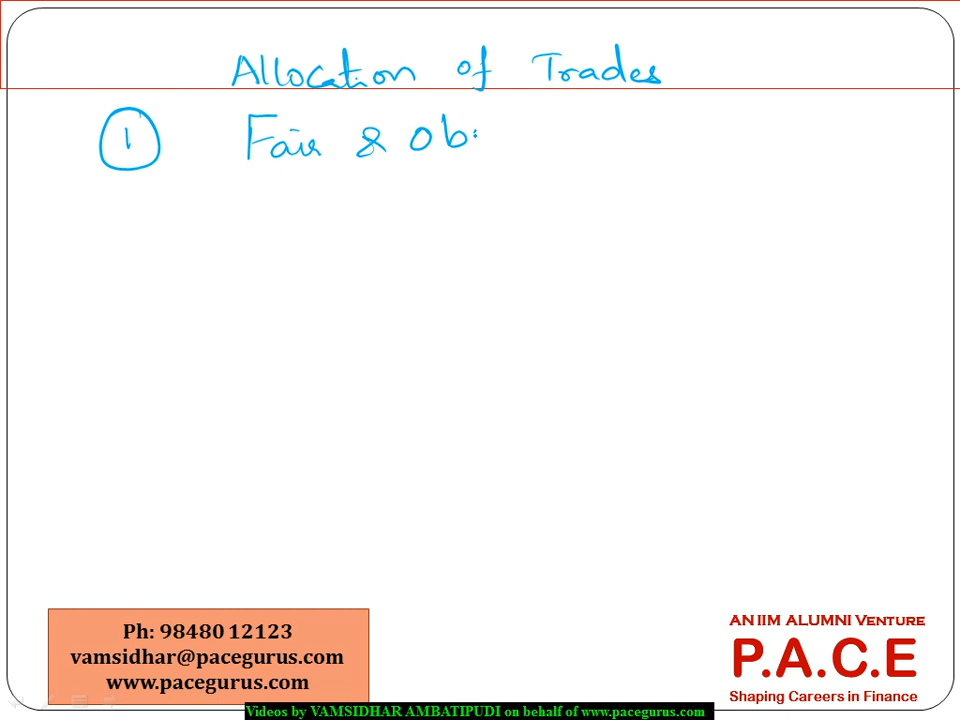 Allocation of Trades
1 Fair & Ob
Ph: 98480 12123
vamsidhar@pacegurus.com
www.pacegurus.com
AN IIM ALUMNI VENTURE
P.A.C.E
Shaping Careers in Finance
Videos by VAMSIDHAR AMBATIPUDI on behalf of www.pacegurus.com